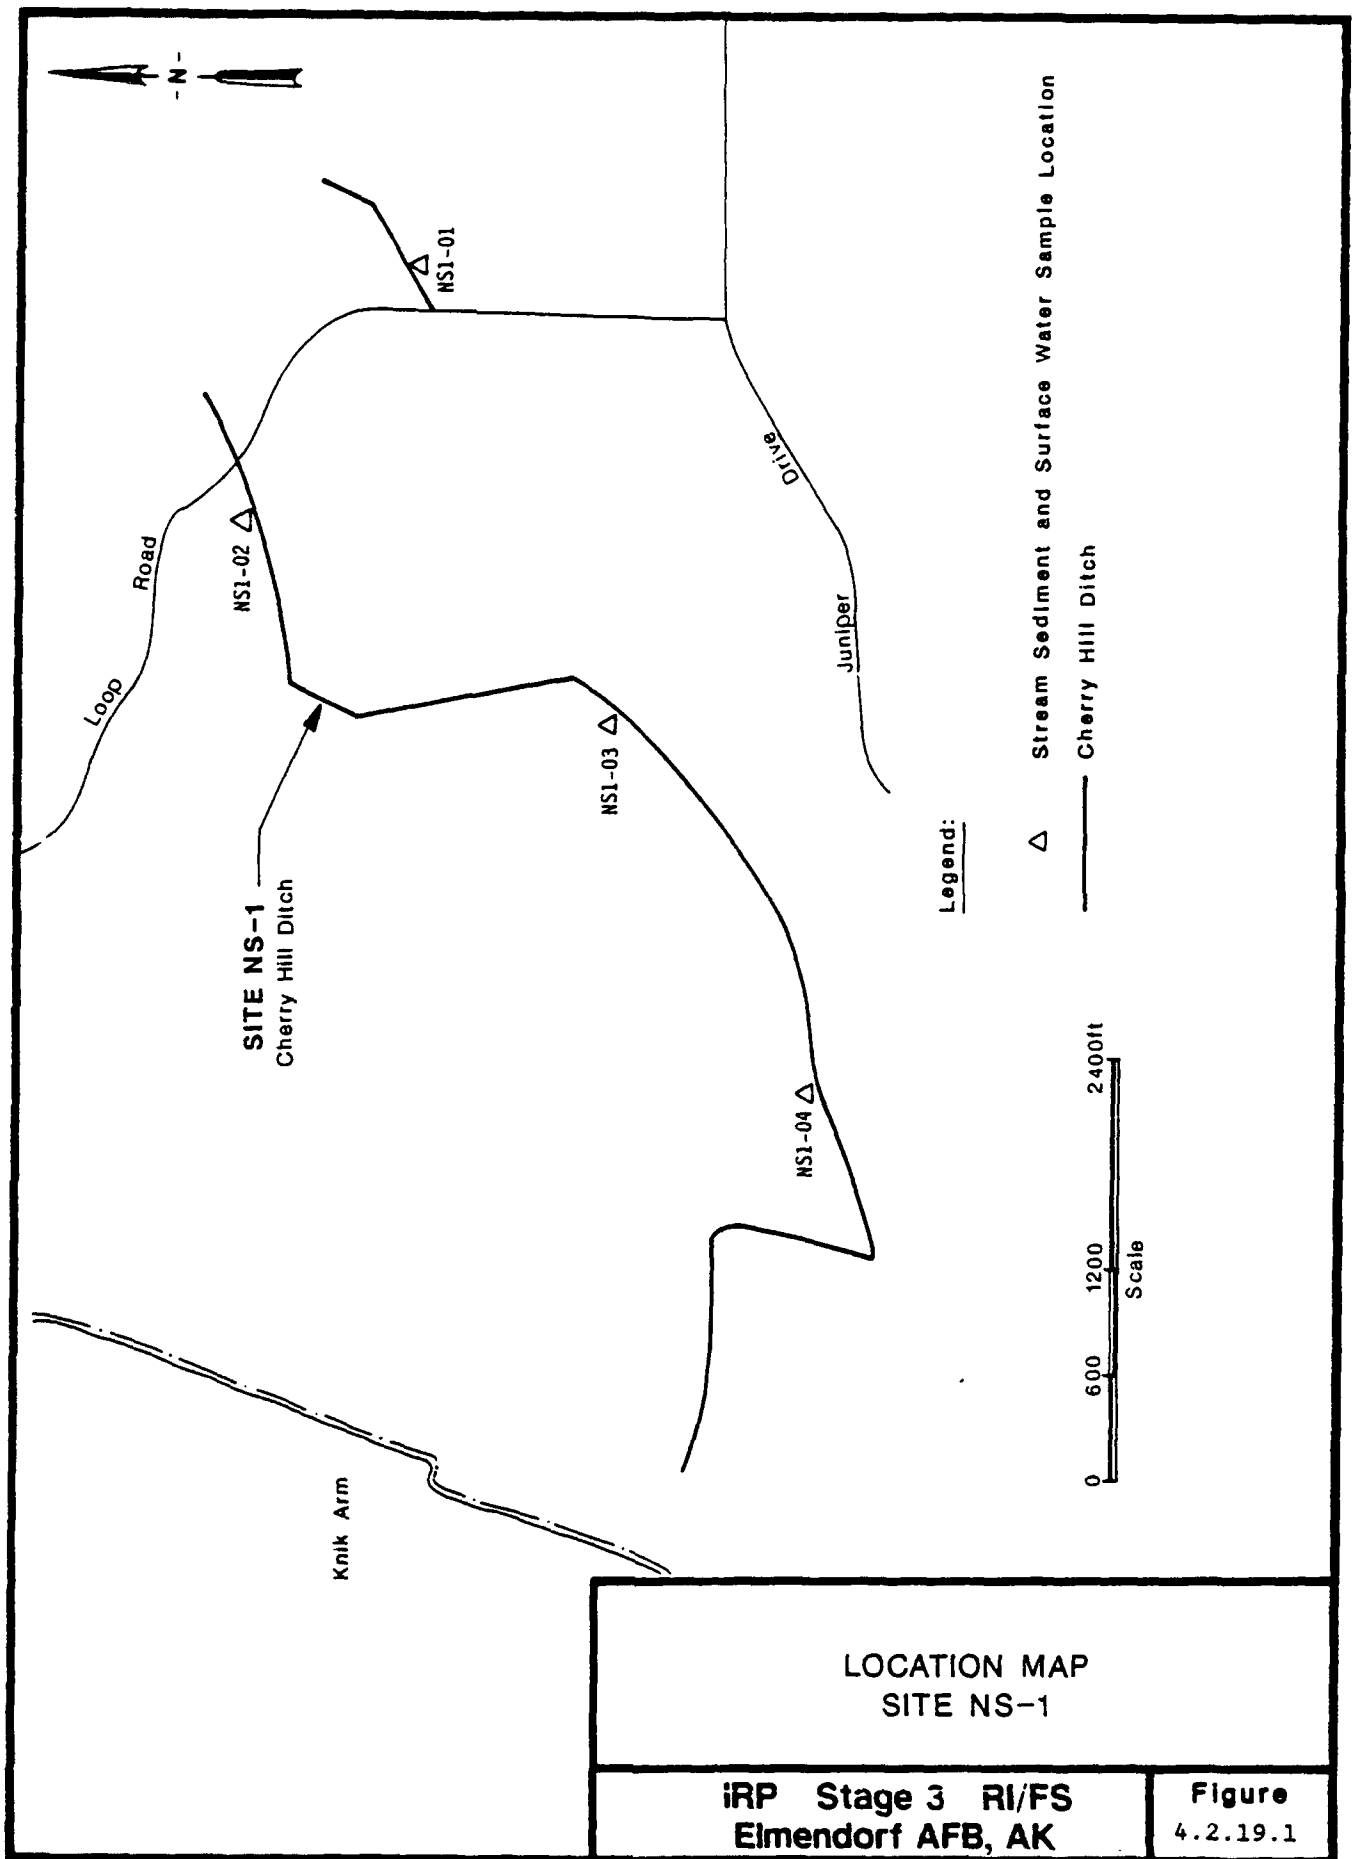 -N-
NS1-01
Loop Road
NS1-02
SITE NS-1
Cherry Hill Ditch
NS1-03
Juniper Drive
NS1-04
Knik Arm
Legend:
Stream Sediment and Surface Water Sample Location
Cherry Hill Ditch
0 600 1200 2400ft
Scale
LOCATION MAP
SITE NS-1
IRP Stage 3 RI/FS
Elmendorf AFB, AK
Figure
4.2.19.1